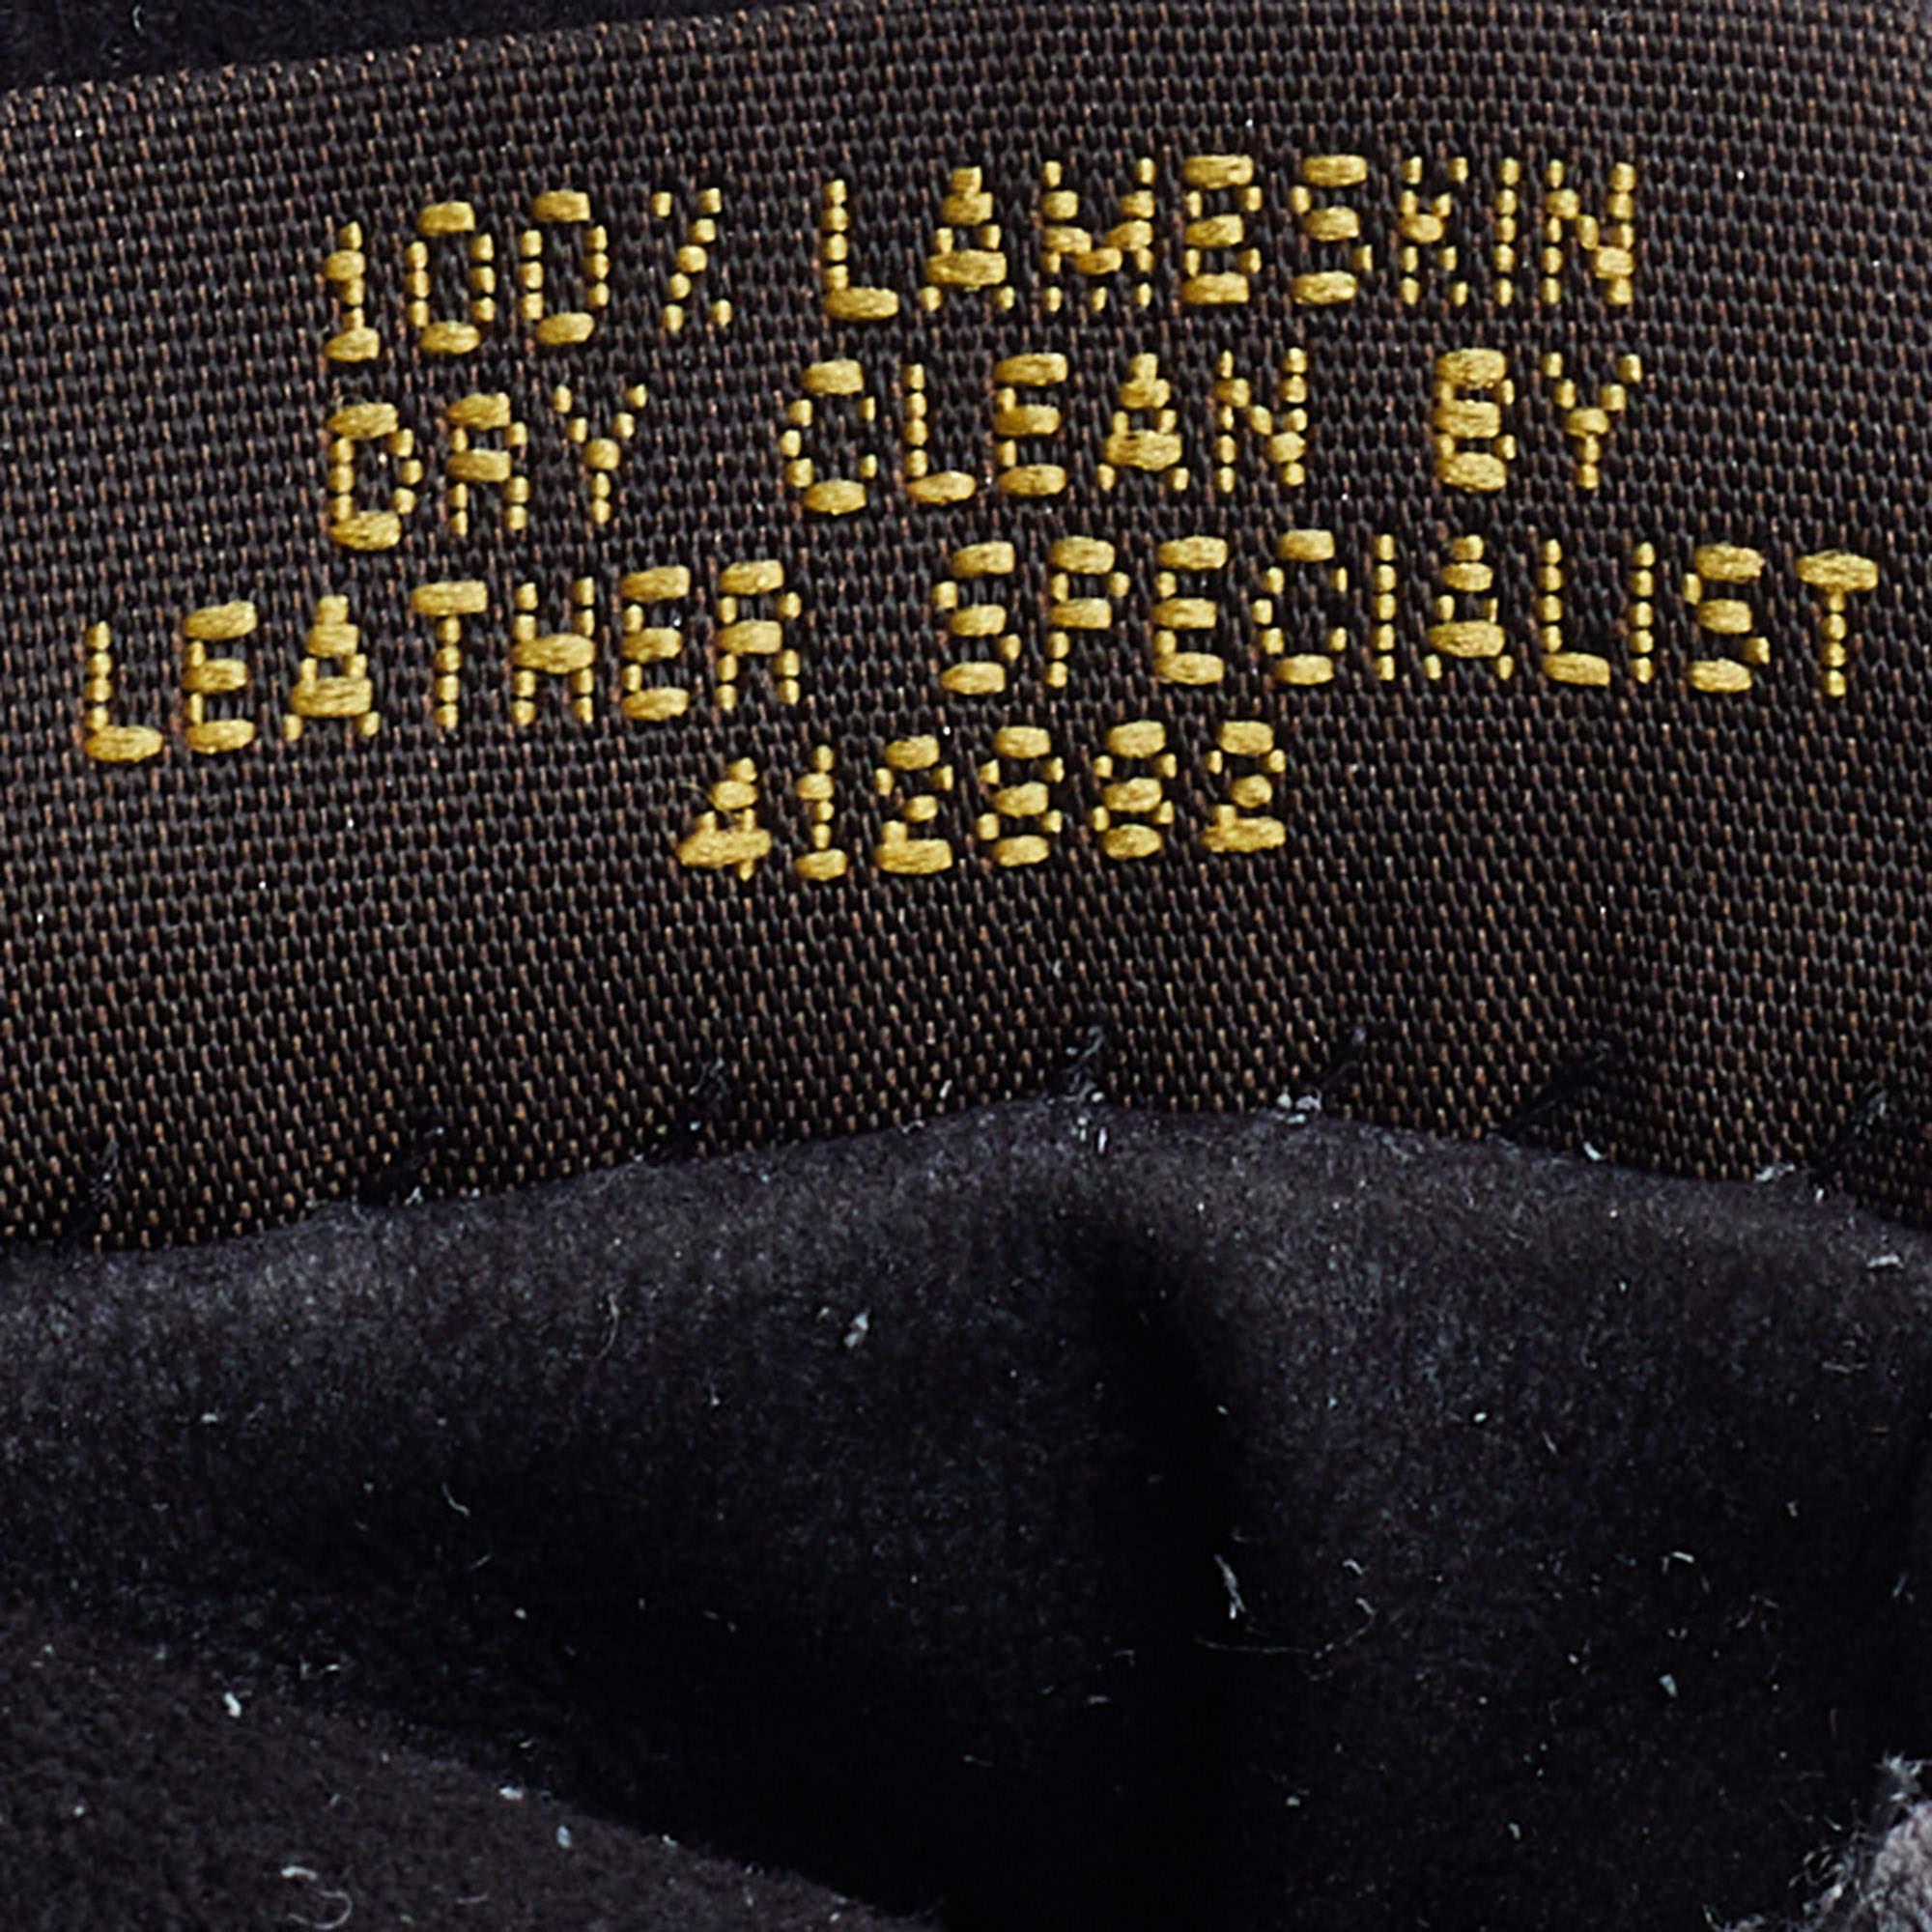 100% LAMBSKIN
DRY CLEAN BY
LEATHER SPECIALIST
412882